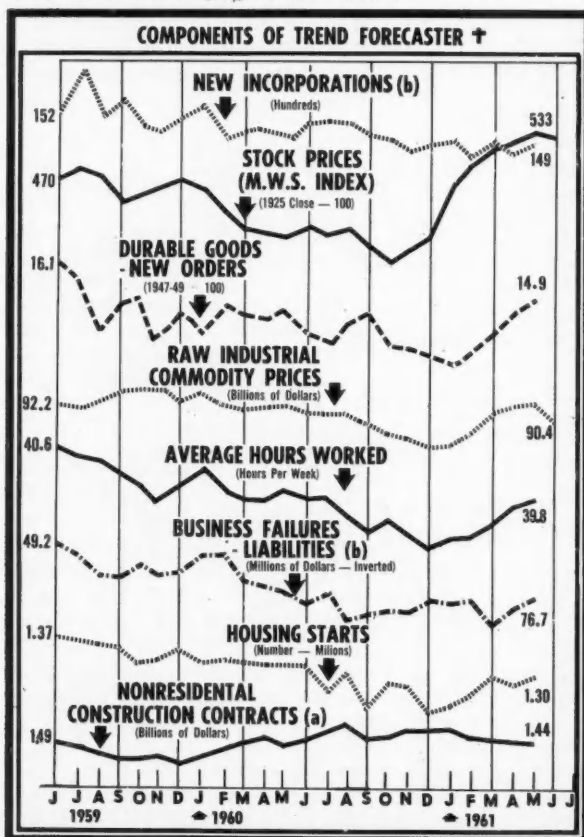 COMPONENTS OF TREND FORECASTER †
NEW INCORPORATIONS (b)
(Hundreds)
152
533
149
STOCK PRICES
(M.W.S. INDEX)
(1925 Close — 100)
470
DURABLE GOODS
- NEW ORDERS
(1947-49 — 100)
16.1
14.9
RAW INDUSTRIAL
COMMODITY PRICES
(Billions of Dollars)
92.2
90.4
40.6
AVERAGE HOURS WORKED
(Hours Per Week)
39.8
BUSINESS FAILURES
- LIABILITIES (b)
(Millions of Dollars — Inverted)
49.2
76.7
1.37
HOUSING STARTS
(Number — Milions)
1.30
NONRESIDENTAL
CONSTRUCTION CONTRACTS (a)
(Billions of Dollars)
1.49
1.44
J J A S O N D J F M A M J J A S O N D J F M A M J J
1959 1960 1961